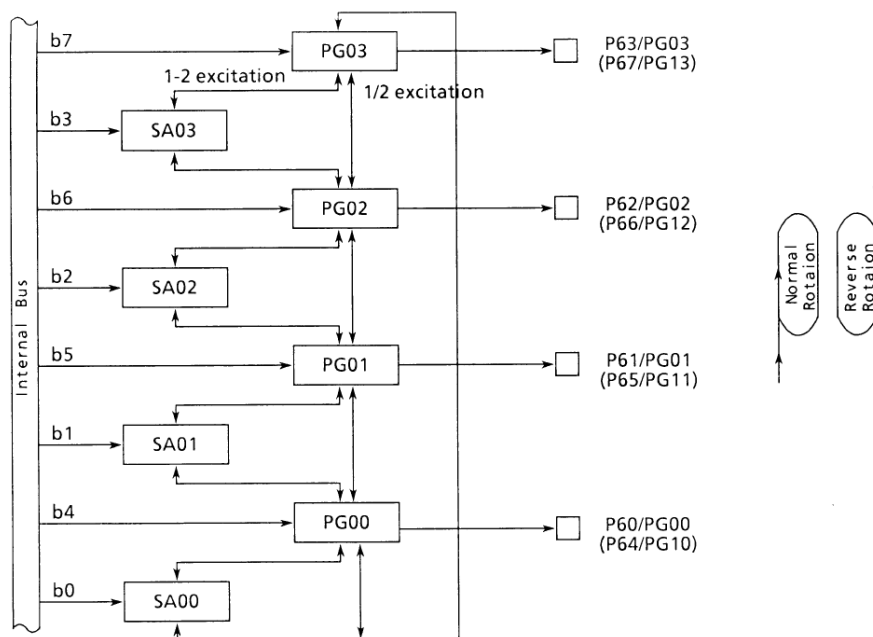 b7
PG03
P63/PG03
(P67/PG13)
1-2 excitation
1/2 excitation
b3
SA03
b6
PG02
P62/PG02
(P66/PG12)
b2
SA02
Internal Bus
Normal
Rotaion
Reverse
Rotaion
b5
PG01
P61/PG01
(P65/PG11)
b1
SA01
b4
PG00
P60/PG00
(P64/PG10)
b0
SA00